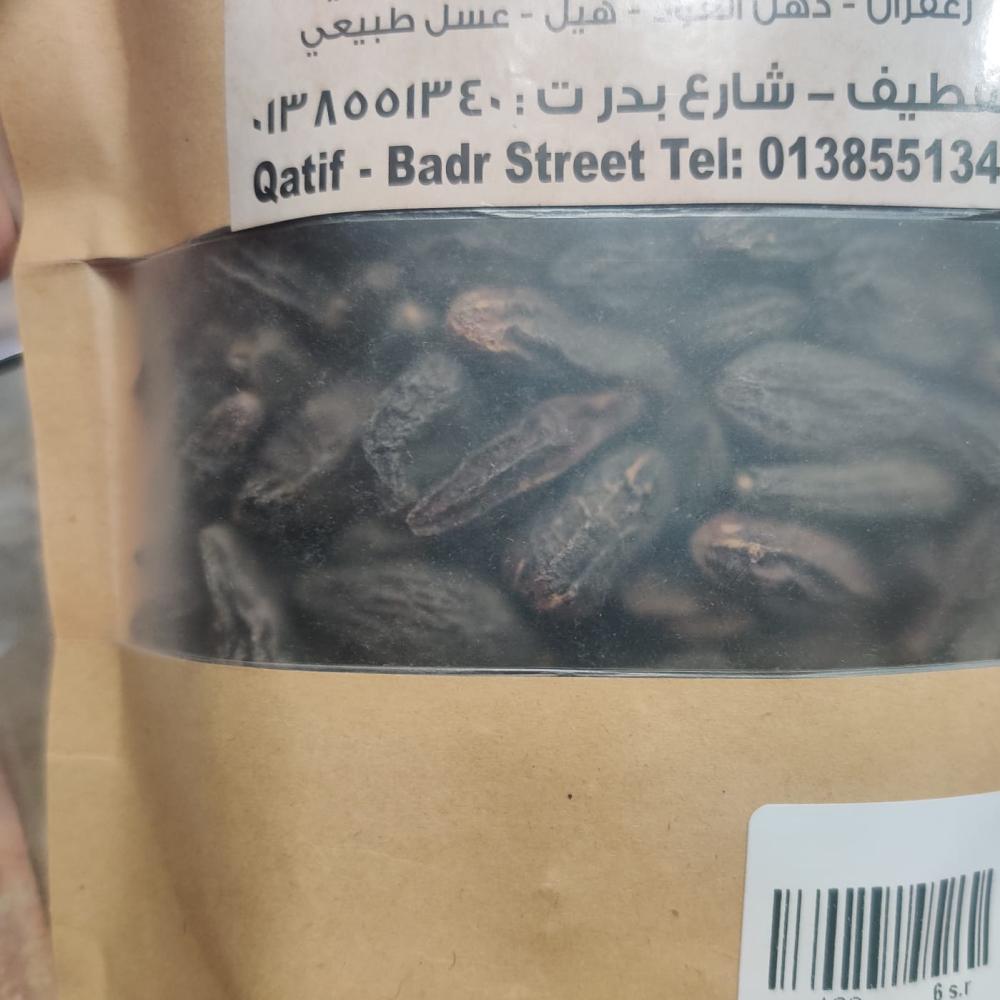 زعفران - دهن العود - هيل - عسل طبيعي
طيف - شارع بدر ت : ٠١٣٨٥٥١٣٤٠
Qatif - Badr Street Tel: 013855134
6 s.r